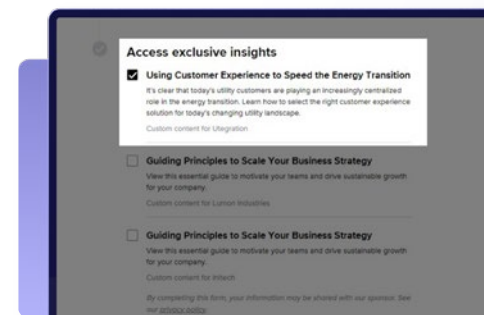 Access exclusive insights
Using Customer Experience to Speed the Energy Transition
It's clear that today's utility customers are playing an increasingly centralized
role in the energy transition. Learn how to select the right customer experience
solution for today's changing utility landscape.
Custom content for Utegration
Guiding Principles to Scale Your Business Strategy
View this essential guide to motivate your teams and drive sustainable growth
for your company.
Custom content for Lumon Industries
Guiding Principles to Scale Your Business Strategy
View this essential guide to motivate your teams and drive sustainable growth
for your company.
Custom content for Initech
By completing this form, your information may be shared with our sponsor. See
our privacy policy